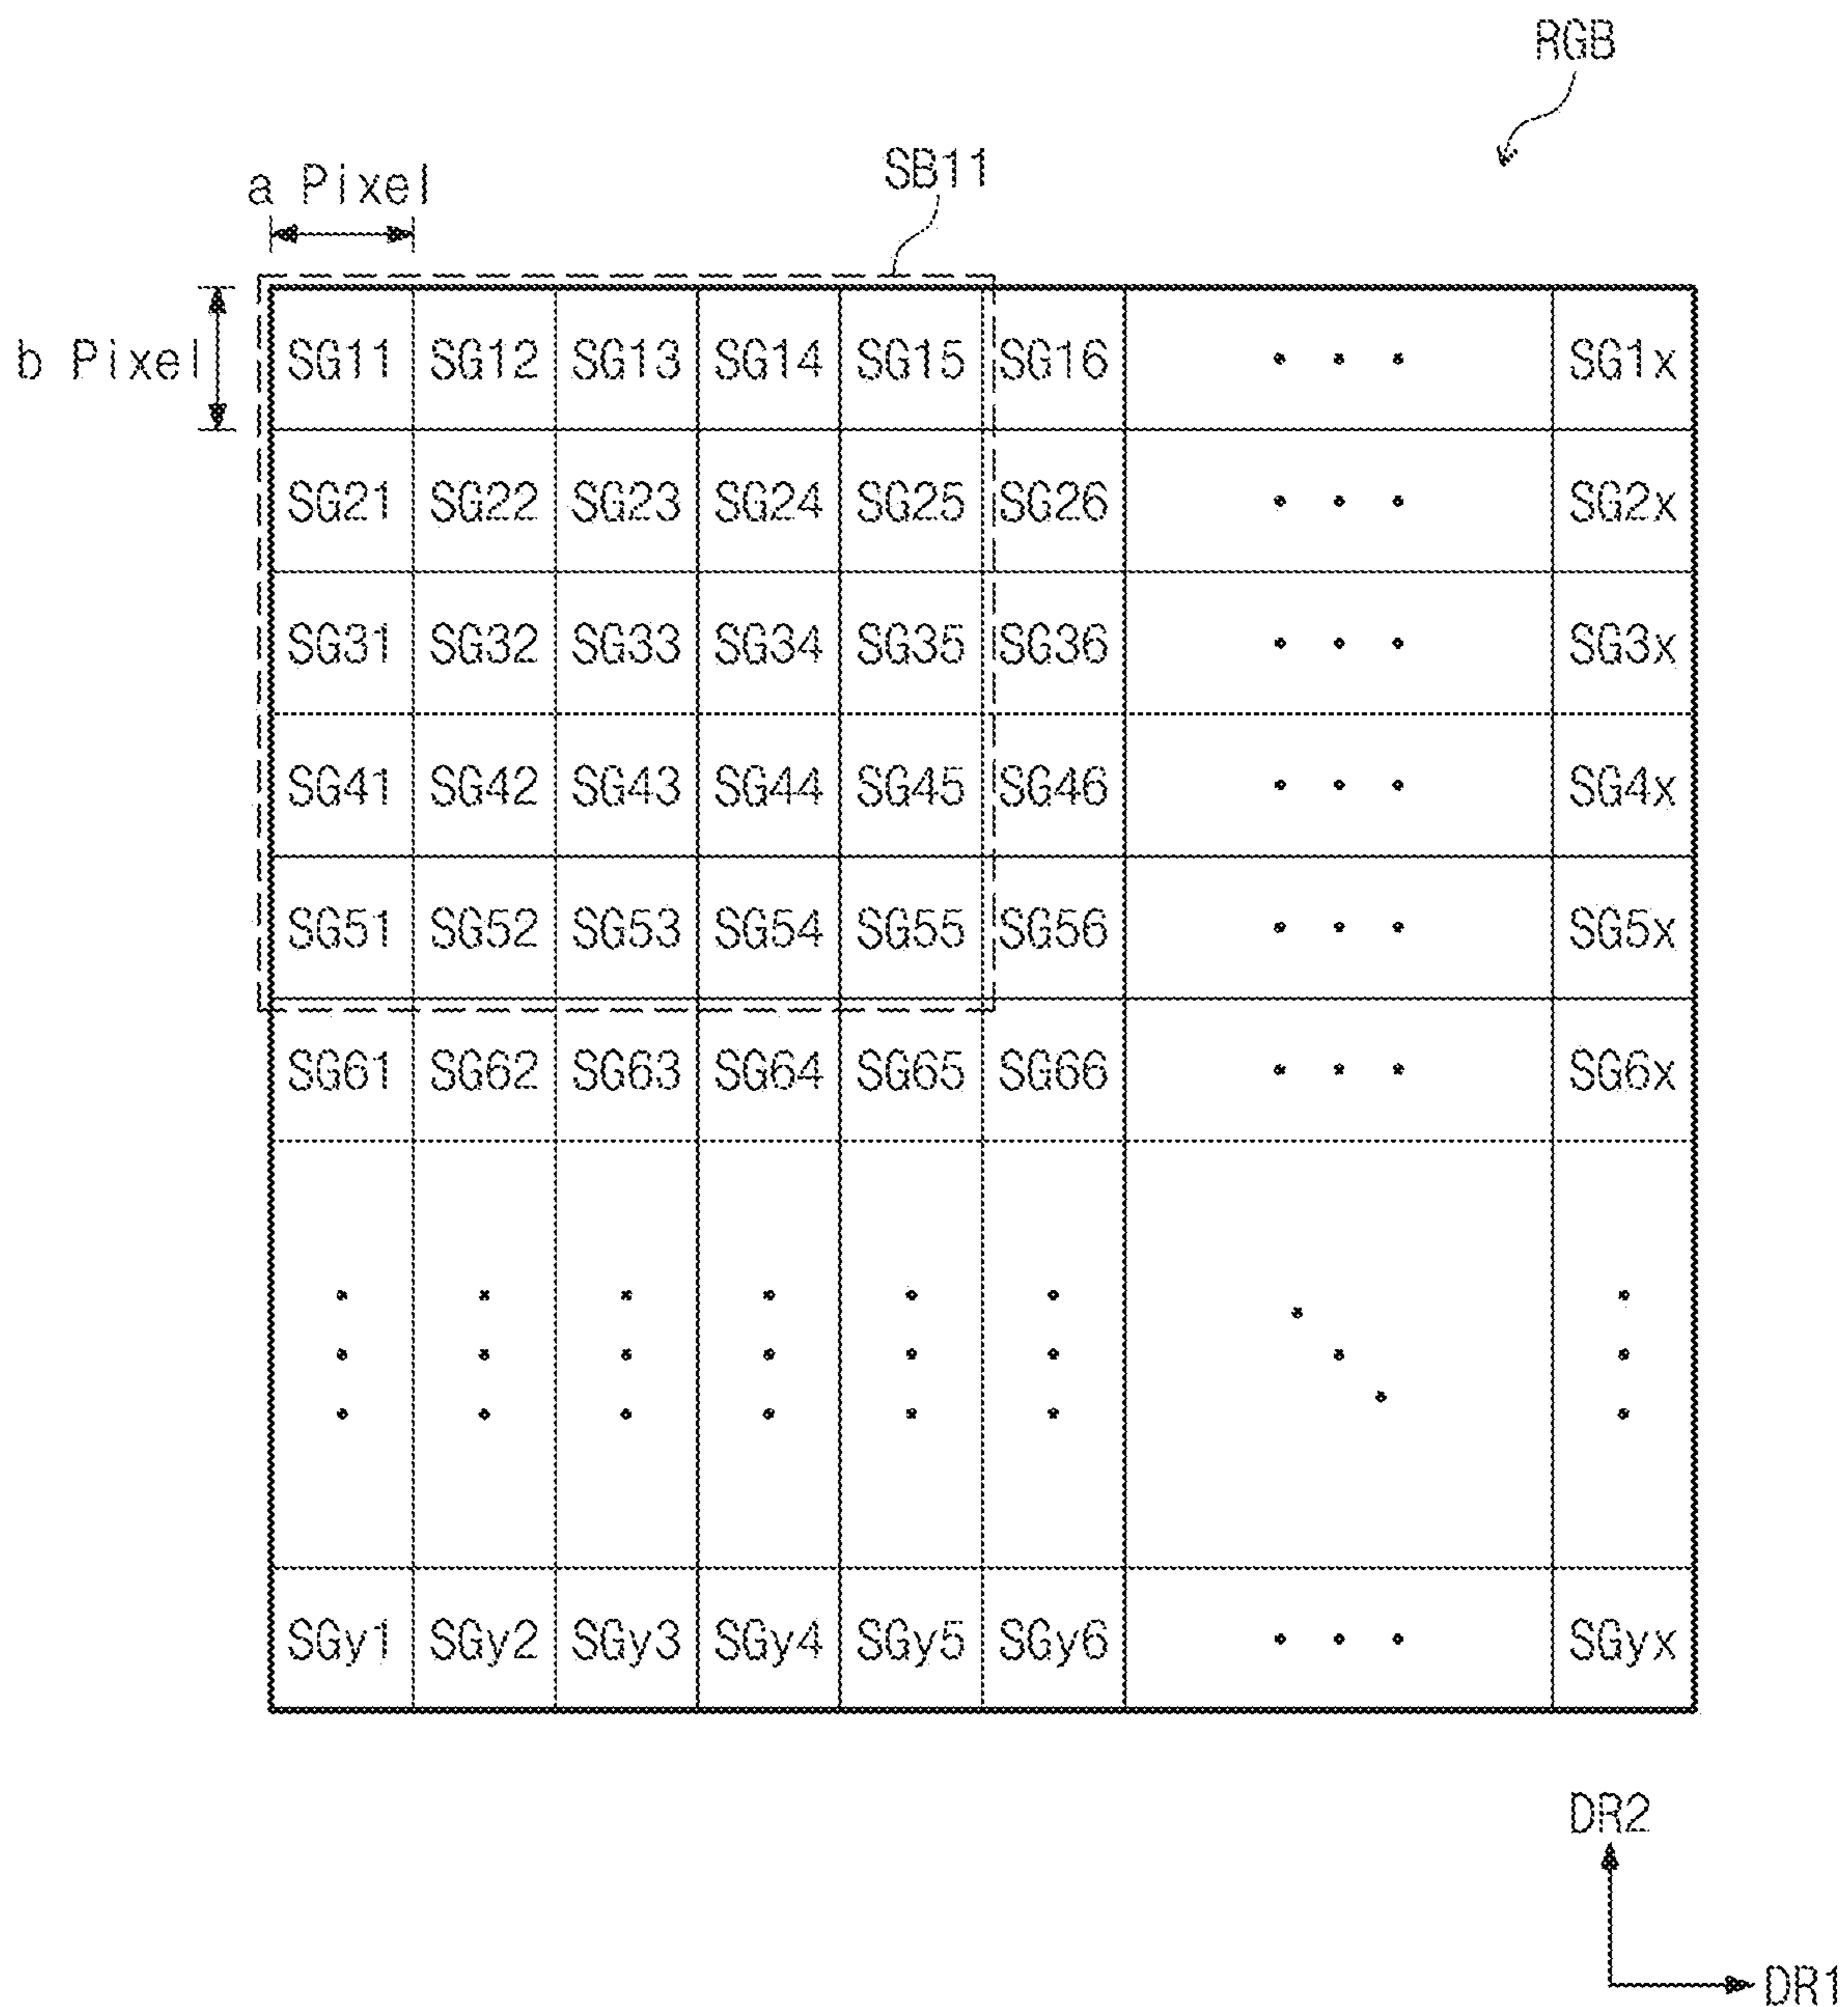 RGB
SB11
a Pixel
b Pixel
SG11 SG12 SG13 SG14 SG15 SG16 • • • SG1x
SG21 SG22 SG23 SG24 SG25 SG26 • • • SG2x
SG31 SG32 SG33 SG34 SG35 SG36 • • • SG3x
SG41 SG42 SG43 SG44 SG45 SG46 • • • SG4x
SG51 SG52 SG53 SG54 SG55 SG56 • • • SG5x
SG61 SG62 SG63 SG64 SG65 SG66 • • • SG6x
SGy1 SGy2 SGy3 SGy4 SGy5 SGy6 • • • SGyx
DR2
DR1